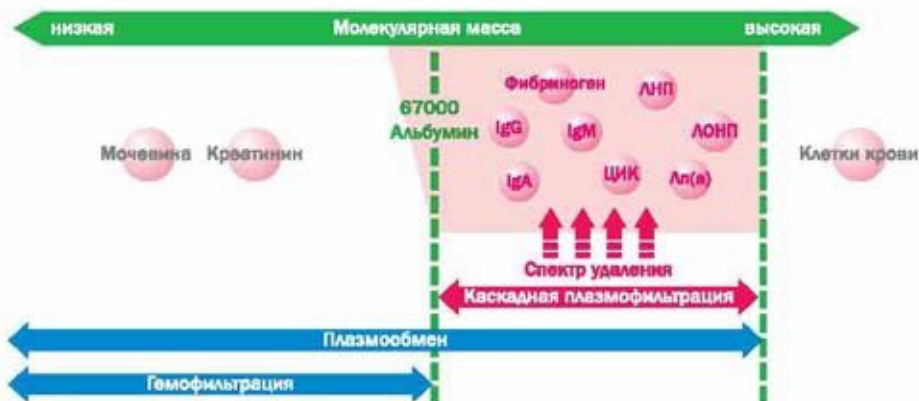 низкая Молекулярная масса высокая
Фибриноген ЛНП
67000
Альбумин
IgG IgM ЛОНП
Мочевина Креатинин Клетки крови
IgA ЦИК Лп(а)
Спектр удаления
Каскадная плазмофильтрация
Плазмообмен
Гемофильтрация